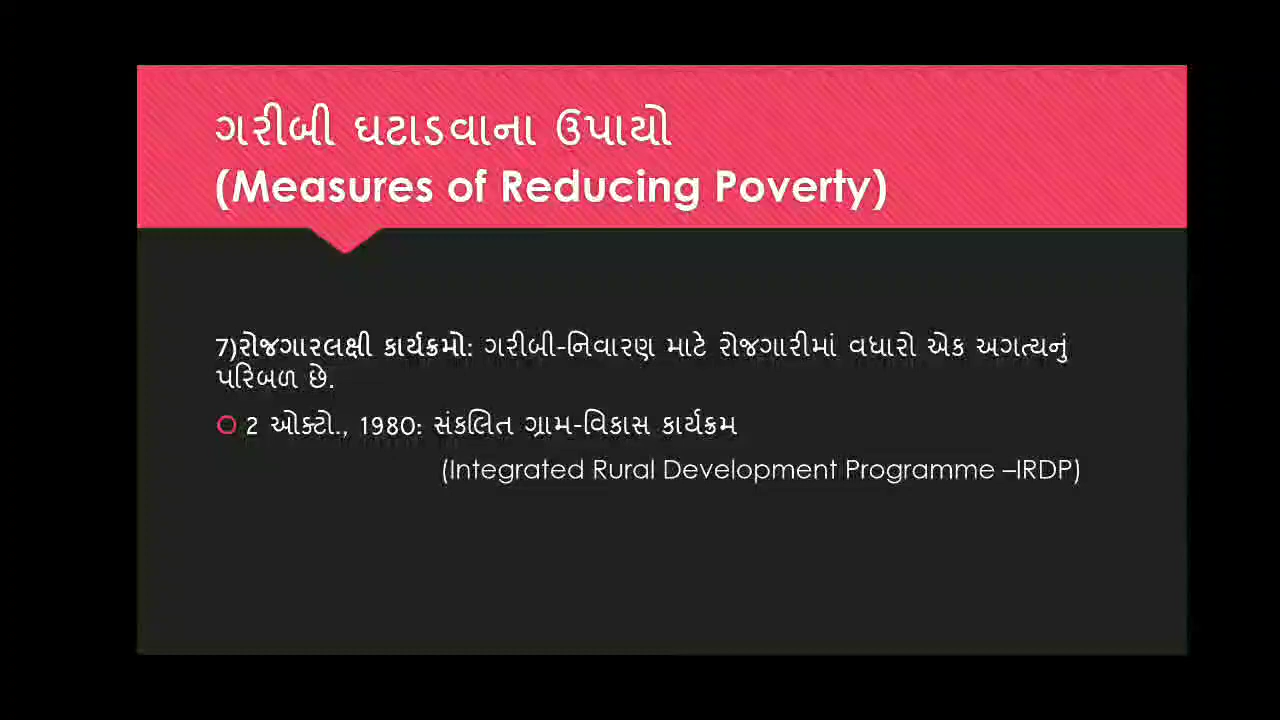 ગરીબી ઘટાડવાના ઉપાયો
(Measures of Reducing Poverty)
7)રોજગારલક્ષી કાર્યક્રમો: ગરીબી-નિવારણ માટે રોજગારીમાં વધારો એક અગત્યનું
પરિબળ છે.
2 ઓક્ટો., 1980: સંકલિત ગ્રામ-વિકાસ કાર્યક્રમ
(Integrated Rural Development Programme –IRDP)